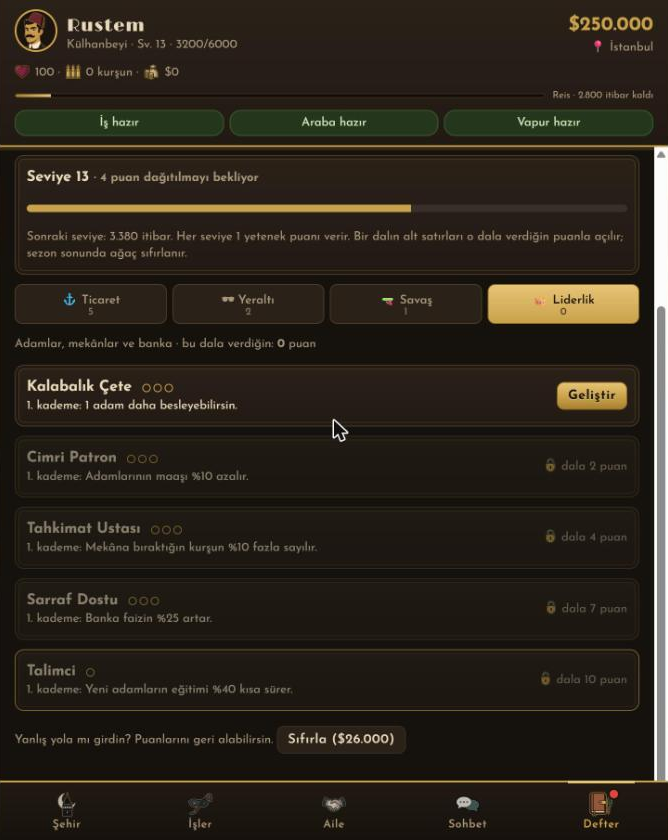 Rustem
$250.000
Külhanbeyi · Sv. 13 · 3200/6000
İstanbul
100 · 0 kurşun · $0
Reis · 2.800 itibar kaldı
İş hazır
Araba hazır
Vapur hazır
Seviye 13 · 4 puan dağıtılmayı bekliyor
Sonraki seviye: 3.380 itibar. Her seviye 1 yetenek puanı verir. Bir dalın alt satırları o dala verdiğin puanla açılır;
sezon sonunda ağaç sıfırlanır.
Ticaret
5
Yeraltı
2
Savaş
1
Liderlik
0
Adamlar, mekânlar ve banka · bu dala verdiğin: 0 puan
Kalabalık Çete
1. kademe: 1 adam daha besleyebilirsin.
Geliştir
Cimri Patron
1. kademe: Adamlarının maaşı %10 azalır.
dala 2 puan
Tahkimat Ustası
1. kademe: Mekâna bıraktığın kurşun %10 fazla sayılır.
dala 4 puan
Sarraf Dostu
1. kademe: Banka faizin %25 artar.
dala 7 puan
Talimci
1. kademe: Yeni adamların eğitimi %40 kısa sürer.
dala 10 puan
Yanlış yola mı girdin? Puanlarını geri alabilirsin. Sıfırla ($26.000)
Şehir
İşler
Aile
Sohbet
Defter